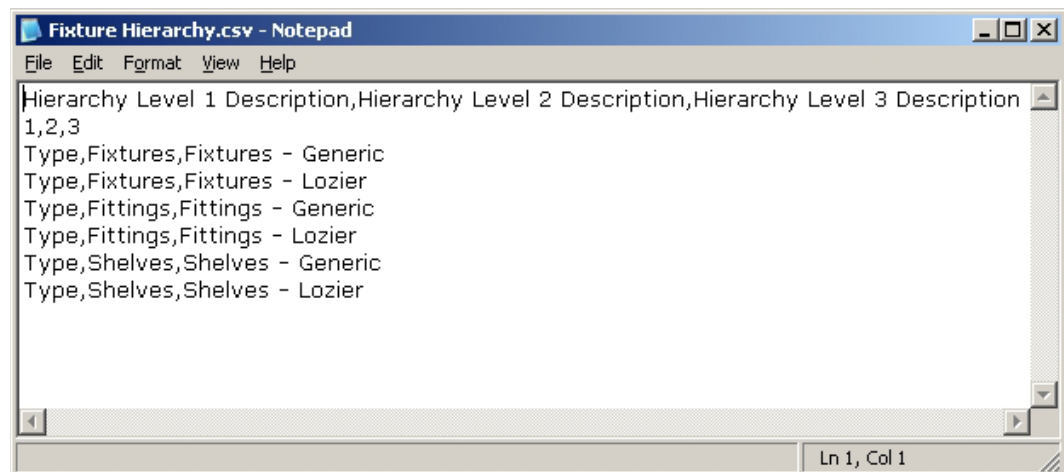 Fixture Hierarchy.csv - Notepad
File Edit Format View Help
Hierarchy Level 1 Description,Hierarchy Level 2 Description,Hierarchy Level 3 Description
1,2,3
Type,Fixtures,Fixtures - Generic
Type,Fixtures,Fixtures - Lozier
Type,Fittings,Fittings - Generic
Type,Fittings,Fittings - Lozier
Type,Shelves,Shelves - Generic
Type,Shelves,Shelves - Lozier
Ln 1, Col 1